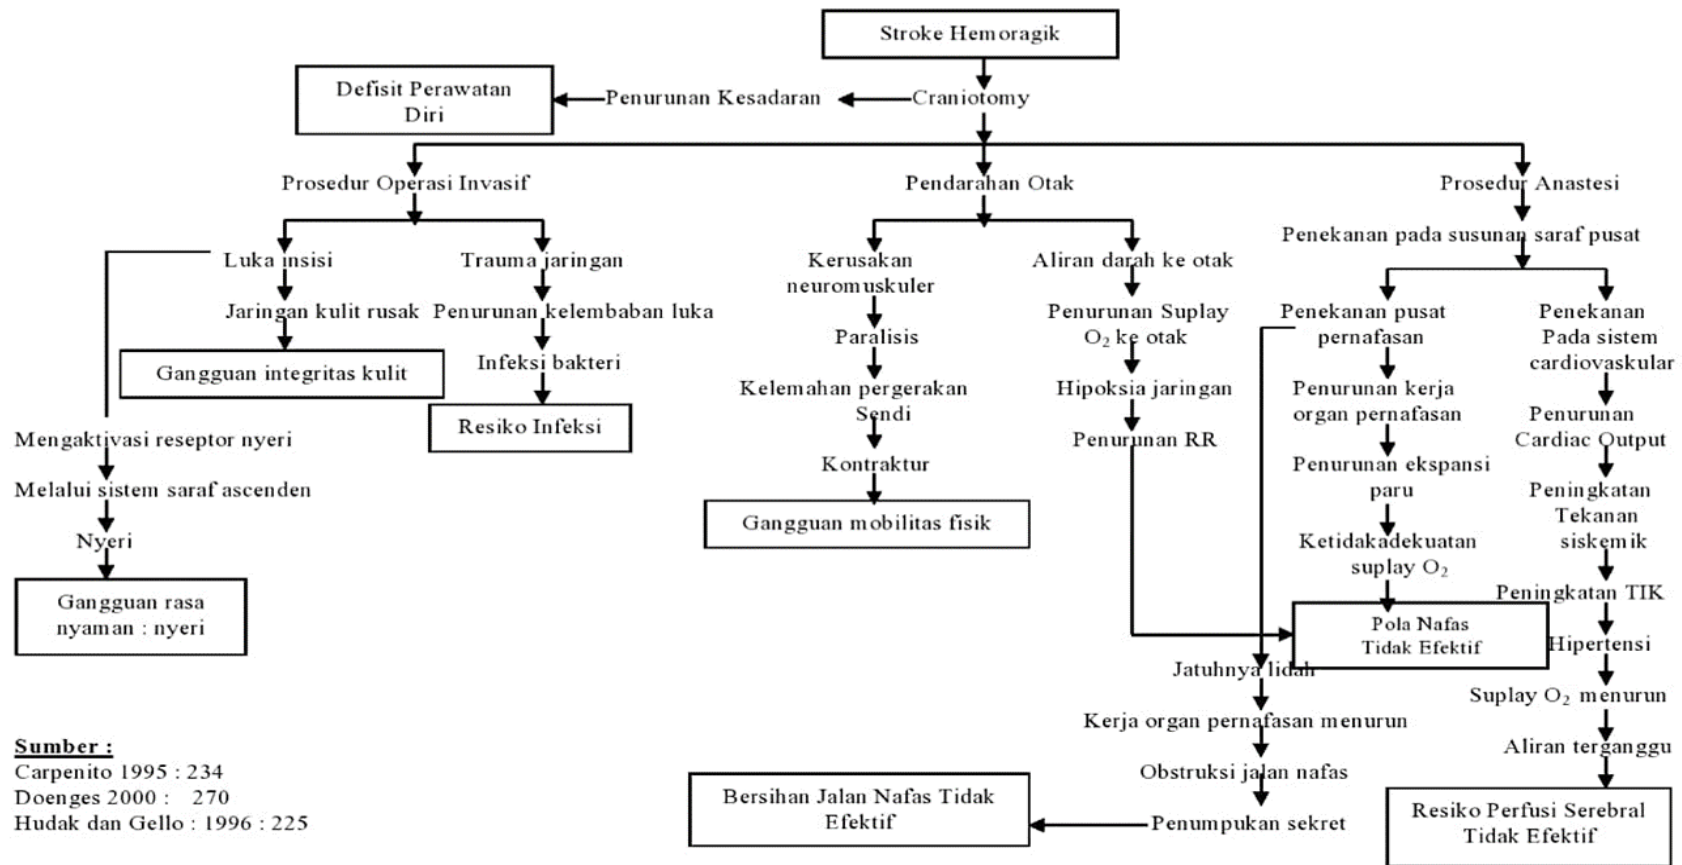 Stroke Hemoragik
Defisit Perawatan
Diri
Penurunan Kesadaran
Craniotomy
Prosedur Operasi Invasif
Pendarahan Otak
Prosedur Anastesi
Penekanan pada susunan saraf pusat
Luka insisi
Trauma jaringan
Kerusakan
neuromuskuler
Aliran darah ke otak
Jaringan kulit rusak
Penurunan kelembaban luka
Penurunan Suplay
O₂ ke otak
Penekanan pusat
pernafasan
Penekanan
Pada sistem
cardiovaskular
Gangguan integritas kulit
Infeksi bakteri
Resiko Infeksi
Paralisis
Kelemahan pergerakan
Sendi
Kontraktur
Gangguan mobilitas fisik
Hipoksia jaringan
Penurunan RR
Penurunan kerja
organ pernafasan
Penurunan ekspansi
paru
Ketidakadekuatan
suplay O₂
Pola Nafas
Tidak Efektif
Penurunan
Cardiac Output
Peningkatan
Tekanan
siskemik
Peningkatan TIK
Hipertensi
Suplay O₂ menurun
Aliran terganggu
Resiko Perfusi Serebral
Tidak Efektif
Mengaktivasi reseptor nyeri
Melalui sistem saraf ascenden
Nyeri
Gangguan rasa
nyaman : nyeri
Jatuhnya lidah
Kerja organ pernafasan menurun
Obstruksi jalan nafas
Penumpukan sekret
Bersihan Jalan Nafas Tidak
Efektif
Sumber :
Carpenito 1995 : 234
Doenges 2000 : 270
Hudak dan Gello : 1996 : 225